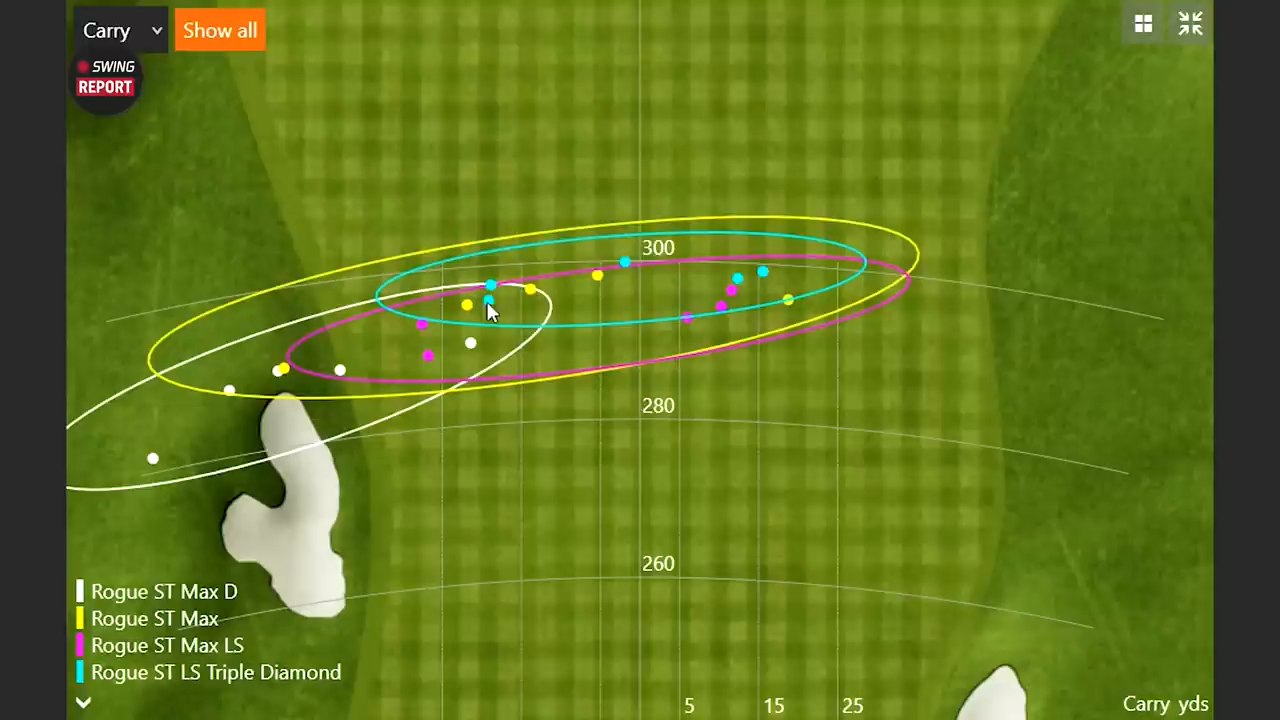 Carry
Show all
SWING
REPORT
300
280
260
Rogue ST Max D
Rogue ST Max
Rogue ST Max LS
Rogue ST LS Triple Diamond
5 15 25
Carry yds